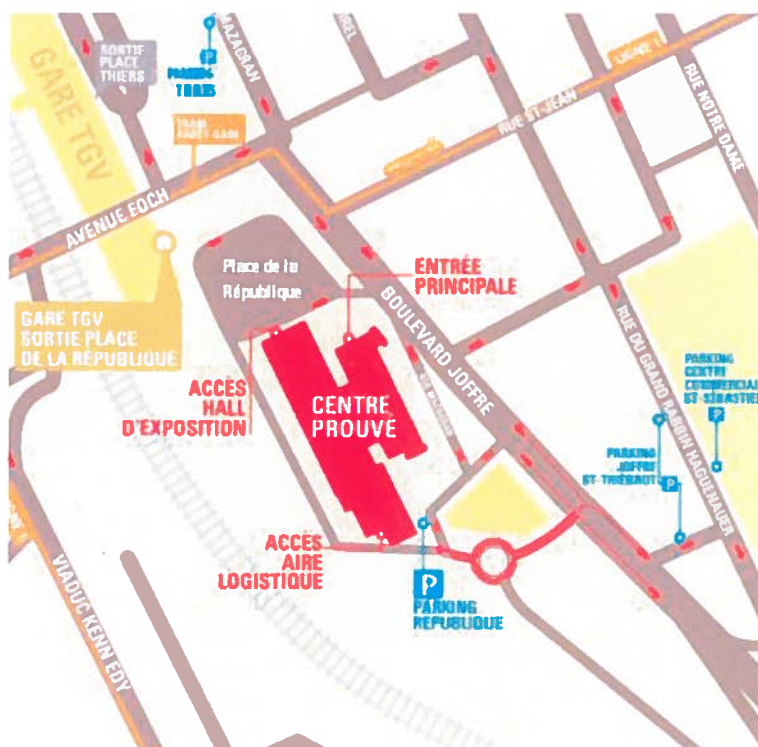 SORTIE
PLACE
THIERS
MAZAGRAN
PARKING
THIERS
GARE TGV
LIGNE 1
RUE ST-JEAN
RUE NOTRE DAME
AVENUE FOCH
Place de la
République
ENTRÉE
PRINCIPALE
BOULEVARD JOFFRE
GARE TGV
SORTIE PLACE
DE LA RÉPUBLIQUE
ACCÈS
HALL
D'EXPOSITION
CENTRE
PROUVE
RUE DU GRAND RABBIN HAGUENAUER
PARKING
CENTRE
COMMERCIAL
ST SÉBASTIEN
P
PARKING
JOFFRE
ST THIÉBAUT
P
ACCÈS
AIRE
LOGISTIQUE
P
PARKING
REPUBLIQUE
VIADUC KENNEDY